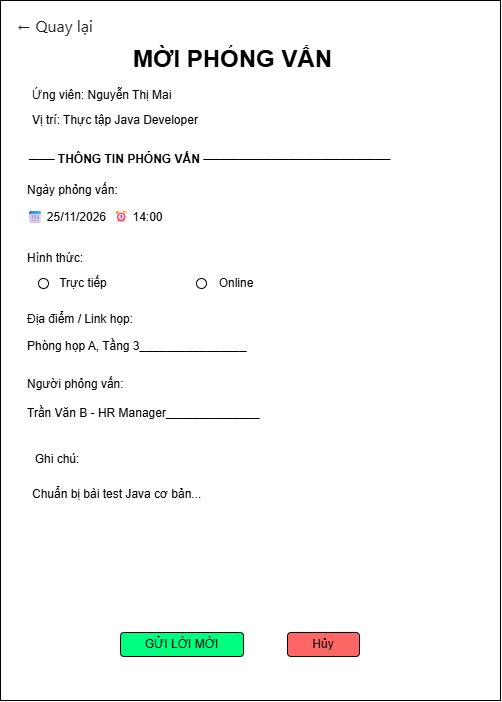 ← Quay lại
MỜI PHÓNG VẤN
Ứng viên: Nguyễn Thị Mai
Vị trí: Thực tập Java Developer
─── THÔNG TIN PHỎNG VẤN ──────────────────────
Ngày phỏng vấn:
📅 25/11/2026 ⏰ 14:00
Hình thức:
○ Trực tiếp ○ Online
Địa điểm / Link họp:
Phòng họp A, Tầng 3________________
Người phỏng vấn:
Trần Văn B - HR Manager______________
Ghi chú:
Chuẩn bị bài test Java cơ bản...
GỬI LỜI MỜI Hủy